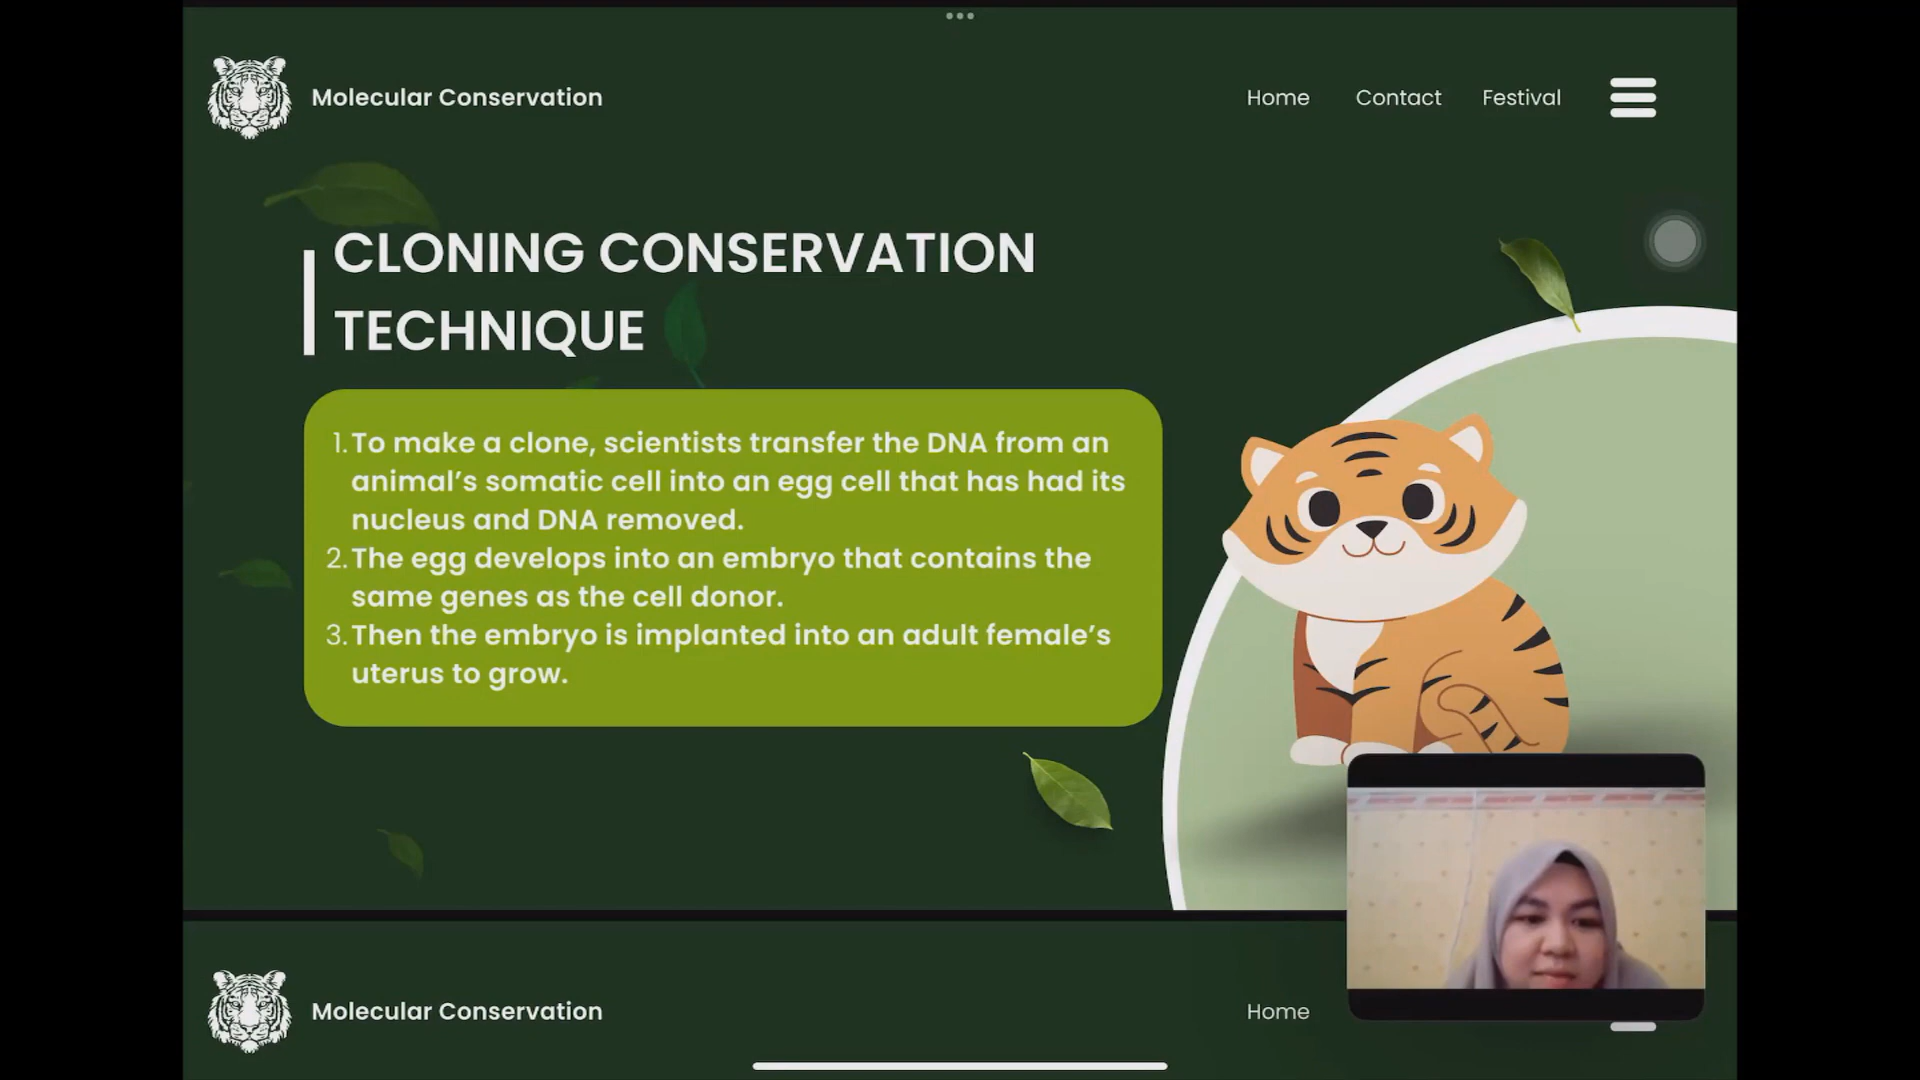 Molecular Conservation
Home Contact Festival
CLONING CONSERVATION
TECHNIQUE
1. To make a clone, scientists transfer the DNA from an
animal’s somatic cell into an egg cell that has had its
nucleus and DNA removed.
2. The egg develops into an embryo that contains the
same genes as the cell donor.
3. Then the embryo is implanted into an adult female’s
uterus to grow.
Molecular Conservation
Home